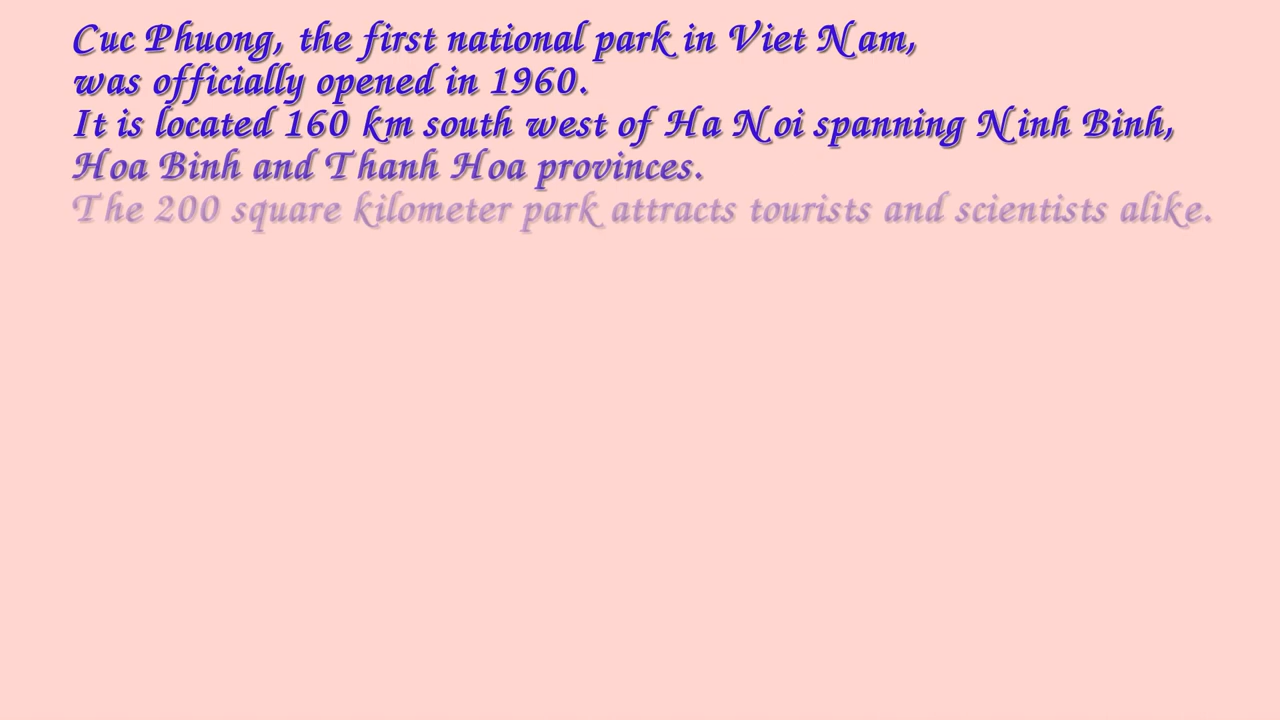 Cuc Phuong, the first national park in Viet Nam,
was officially opened in 1960.
It is located 160 km south west of Ha Noi spanning Ninh Binh,
Hoa Binh and Thanh Hoa provinces.
The 200 square kilometer park attracts tourists and scientists alike.